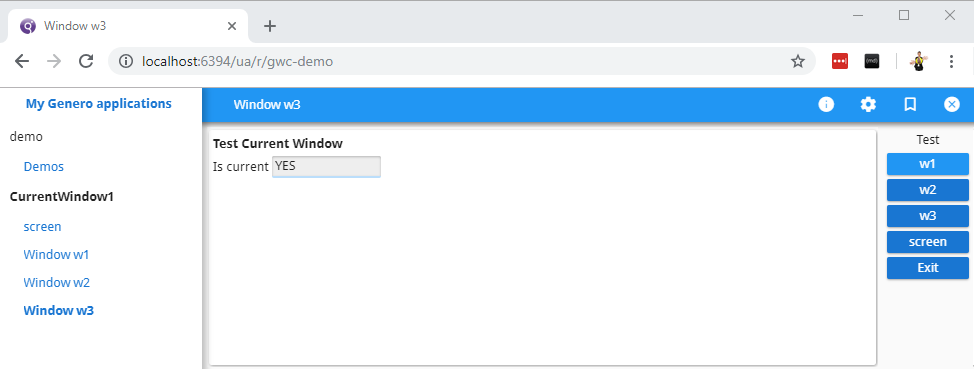 Window w3
localhost:6394/ua/r/gwc-demo
My Genero applications
Window w3
demo
Demos
CurrentWindow1
screen
Window w1
Window w2
Window w3
Test Current Window
Is current YES
Test
w1
w2
w3
screen
Exit